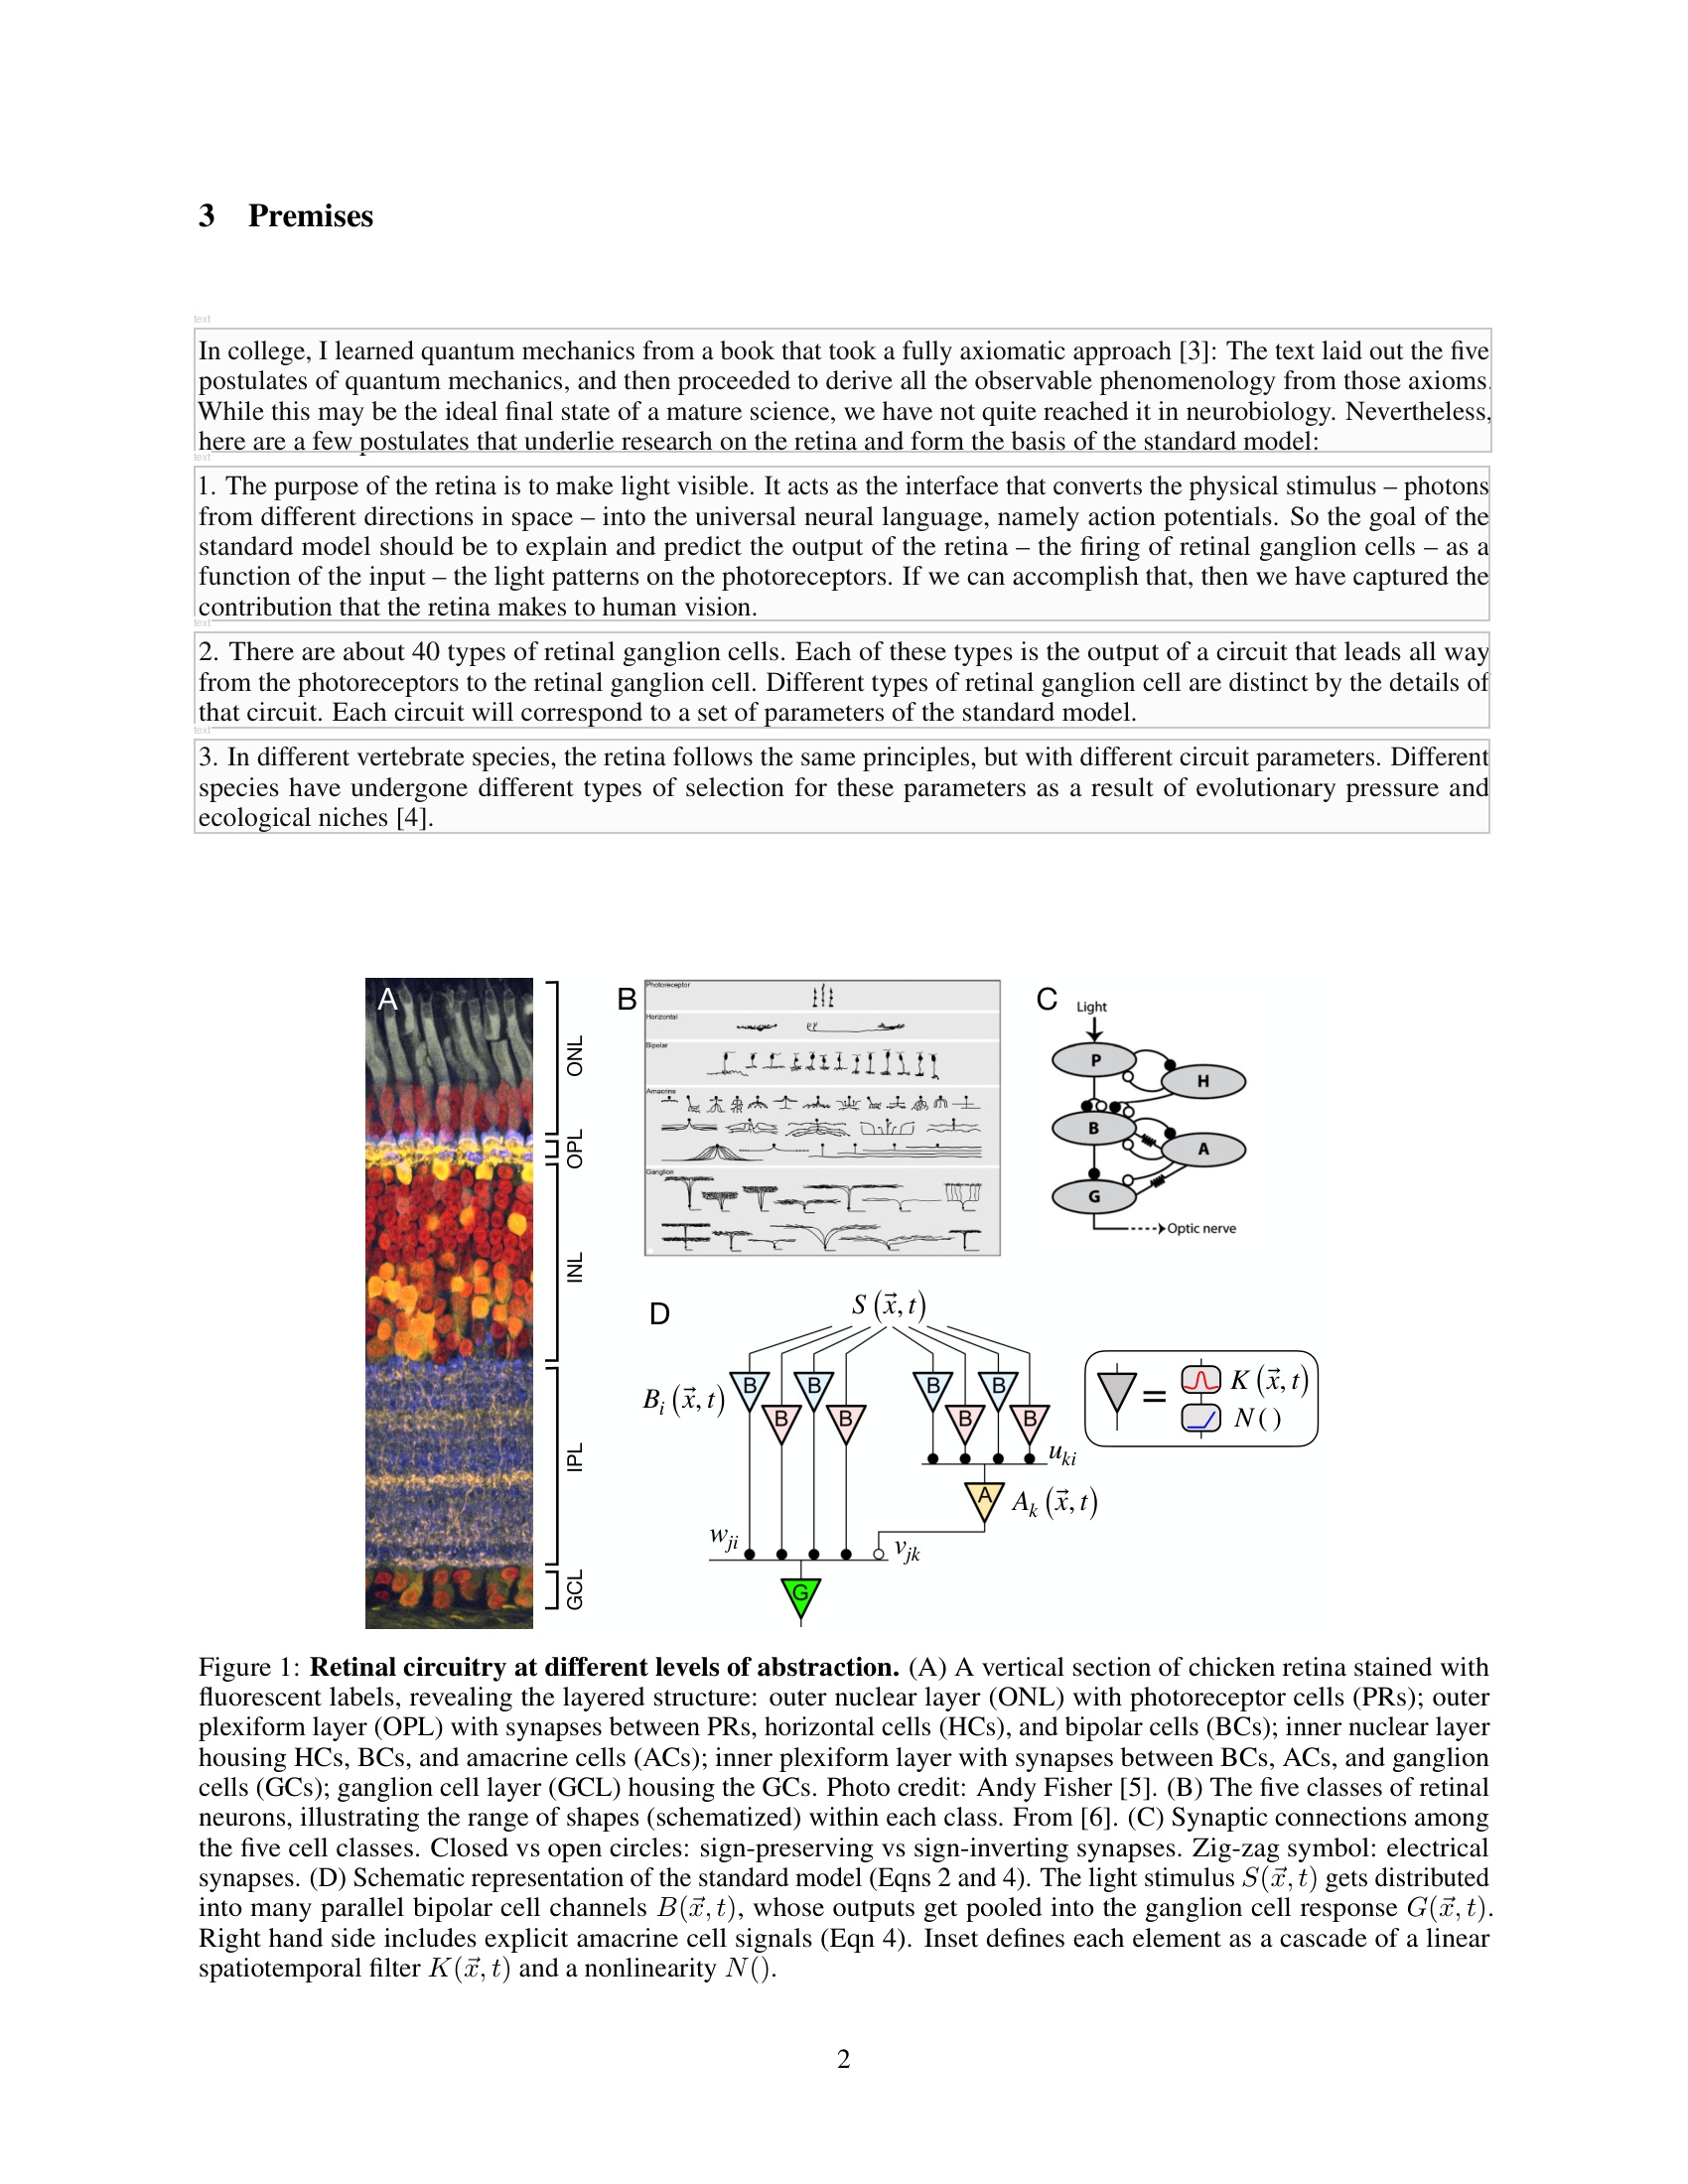 3 Premises
text
In college, I learned quantum mechanics from a book that took a fully axiomatic approach [3]: The text laid out the five
postulates of quantum mechanics, and then proceeded to derive all the observable phenomenology from those axioms.
While this may be the ideal final state of a mature science, we have not quite reached it in neurobiology. Nevertheless,
here are a few postulates that underlie research on the retina and form the basis of the standard model:
text
1. The purpose of the retina is to make light visible. It acts as the interface that converts the physical stimulus – photons
from different directions in space – into the universal neural language, namely action potentials. So the goal of the
standard model should be to explain and predict the output of the retina – the firing of retinal ganglion cells – as a
function of the input – the light patterns on the photoreceptors. If we can accomplish that, then we have captured the
contribution that the retina makes to human vision.
text
2. There are about 40 types of retinal ganglion cells. Each of these types is the output of a circuit that leads all way
from the photoreceptors to the retinal ganglion cell. Different types of retinal ganglion cell are distinct by the details of
that circuit. Each circuit will correspond to a set of parameters of the standard model.
text
3. In different vertebrate species, the retina follows the same principles, but with different circuit parameters. Different
species have undergone different types of selection for these parameters as a result of evolutionary pressure and
ecological niches [4].
A
ONL
OPL
INL
IPL
GCL
B
Photoreceptor
Horizontal
Bipolar
Amacrine
Ganglion
C
Light
P
H
B
A
G
Optic nerve
D
S (x⃗, t)
B_i (x⃗, t)
B B B B
B B B B
K (x⃗, t)
N ( )
=
u_ki
A
A_k (x⃗, t)
w_ji
v_jk
G
Figure 1: Retinal circuitry at different levels of abstraction. (A) A vertical section of chicken retina stained with
fluorescent labels, revealing the layered structure: outer nuclear layer (ONL) with photoreceptor cells (PRs); outer
plexiform layer (OPL) with synapses between PRs, horizontal cells (HCs), and bipolar cells (BCs); inner nuclear layer
housing HCs, BCs, and amacrine cells (ACs); inner plexiform layer with synapses between BCs, ACs, and ganglion
cells (GCs); ganglion cell layer (GCL) housing the GCs. Photo credit: Andy Fisher [5]. (B) The five classes of retinal
neurons, illustrating the range of shapes (schematized) within each class. From [6]. (C) Synaptic connections among
the five cell classes. Closed vs open circles: sign-preserving vs sign-inverting synapses. Zig-zag symbol: electrical
synapses. (D) Schematic representation of the standard model (Eqns 2 and 4). The light stimulus S(x⃗, t) gets distributed
into many parallel bipolar cell channels B(x⃗, t), whose outputs get pooled into the ganglion cell response G(x⃗, t).
Right hand side includes explicit amacrine cell signals (Eqn 4). Inset defines each element as a cascade of a linear
spatiotemporal filter K(x⃗, t) and a nonlinearity N().
2